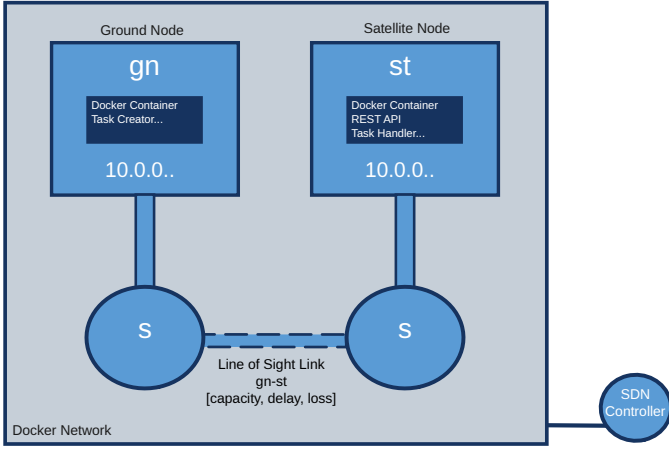 Ground Node
Satellite Node
gn
st
Docker Container
Task Creator...
Docker Container
REST API
Task Handler...
10.0.0..
10.0.0..
s
s
Line of Sight Link
gn-st
[capacity, delay, loss]
SDN
Controller
Docker Network